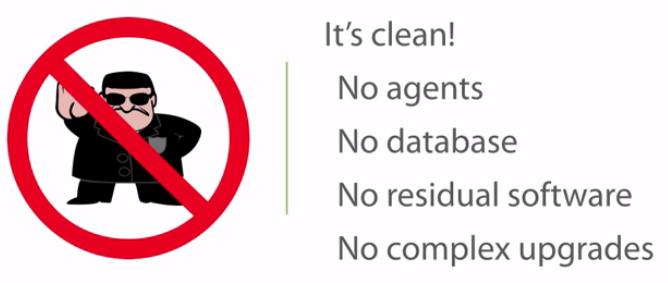 It’s clean!
No agents
No database
No residual software
No complex upgrades